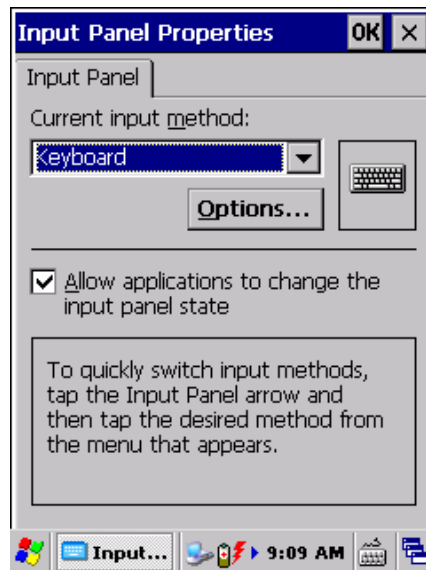 Input Panel Properties OK ×
Input Panel
Current input method:
Keyboard
Options...
Allow applications to change the
input panel state
To quickly switch input methods,
tap the Input Panel arrow and
then tap the desired method from
the menu that appears.
Input... 9:09 AM